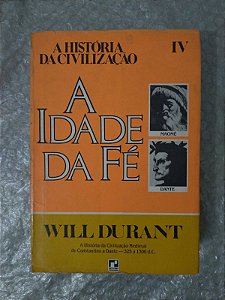 A HISTÓRIA
DA CIVILIZAÇÃO
IV
A
IDADE
DA FÉ
MAOMÉ
DANTE
WILL DURANT
A História da Civilização Medieval
de Constantino a Dante — 325 a 1300 d.C.